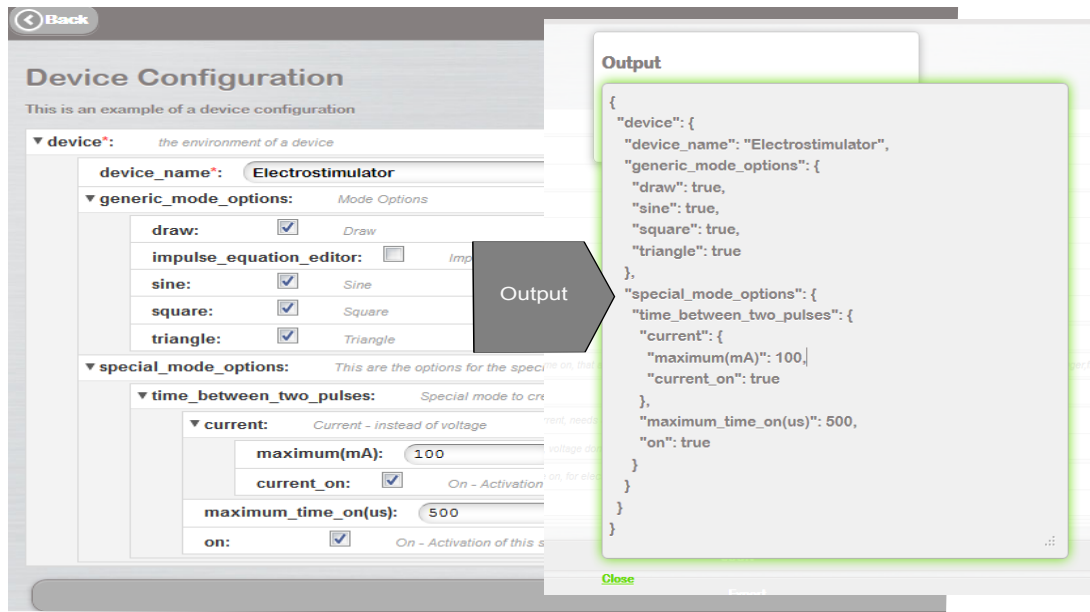 Back
Device Configuration
This is an example of a device configuration
device*: the environment of a device
device_name*: Electrostimulator
generic_mode_options: Mode Options
draw: Draw
impulse_equation_editor: Imp
sine: Sine
square: Square
triangle: Triangle
special_mode_options: This are the options for the speci
time_between_two_pulses: Special mode to cre
current: Current - instead of voltage
maximum(mA): 100
current_on: On - Activation
maximum_time_on(us): 500
on: On - Activation of this s
Output
Output
{
"device": {
"device_name": "Electrostimulator",
"generic_mode_options": {
"draw": true,
"sine": true,
"square": true,
"triangle": true
},
"special_mode_options": {
"time_between_two_pulses": {
"current": {
"maximum(mA)": 100,
"current_on": true
},
"maximum_time_on(us)": 500,
"on": true
}
}
}
}
Close
Export